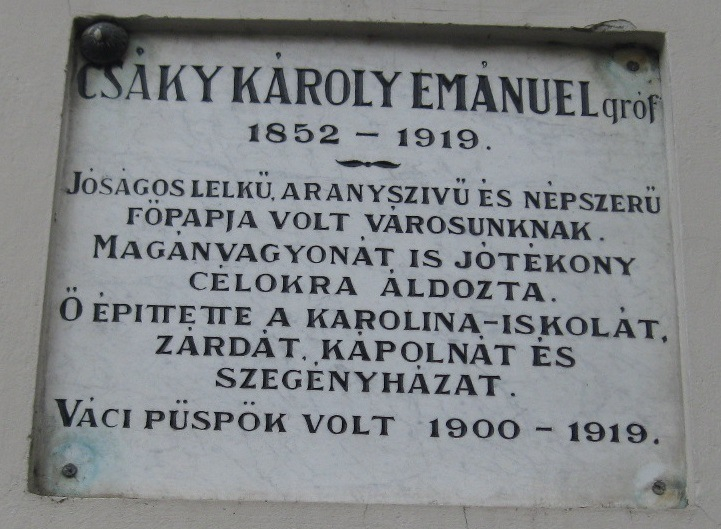 CSÁKY KÁROLY EMÁNUEL gróf
1852 – 1919.
JÓSÁGOS LELKŰ, ARANYSZIVŰ ÉS NÉPSZERŰ
FŐPAPJA VOLT VÁROSUNKNAK.
MAGÁNVAGYONÁT IS JÓTÉKONY
CÉLOKRA ÁLDOZTA.
Ő ÉPITTETTE A KAROLINA-ISKOLÁT,
ZÁRDÁT, KÁPOLNÁT ÉS
SZEGÉNYHÁZAT.
VÁCI PÜSPÖK VOLT 1900 – 1919.